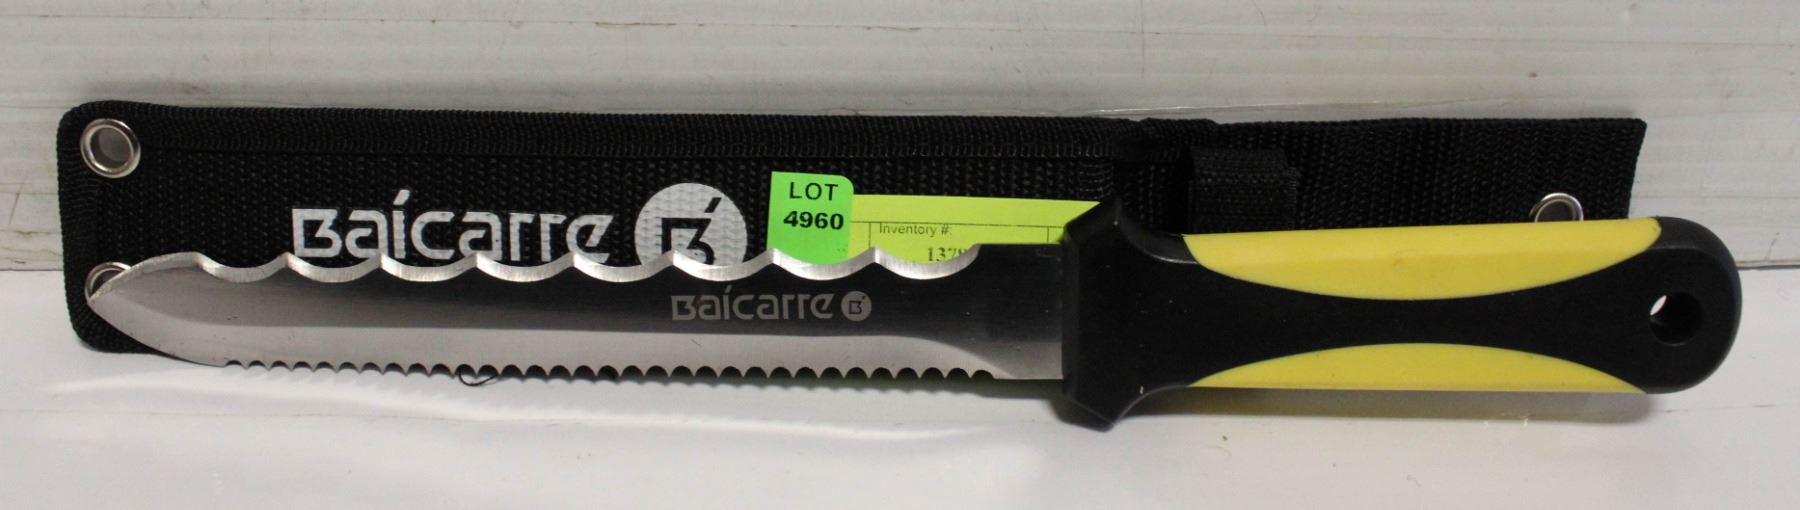 Baicarre B'
LOT
4960
Inventory #:
Baicarre B'